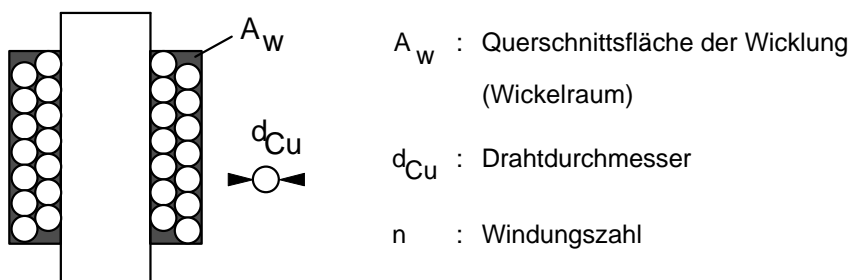 A_w
d_Cu
A_w : Querschnittsfläche der Wicklung
(Wickelraum)
d_Cu : Drahtdurchmesser
n : Windungszahl